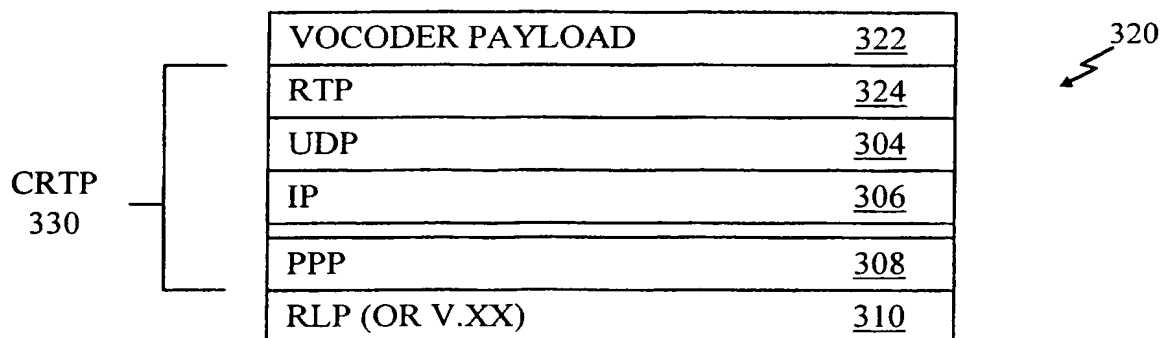 VOCODER PAYLOAD 322
320
RTP 324
UDP 304
CRTP
330
IP 306
PPP 308
RLP (OR V.XX) 310